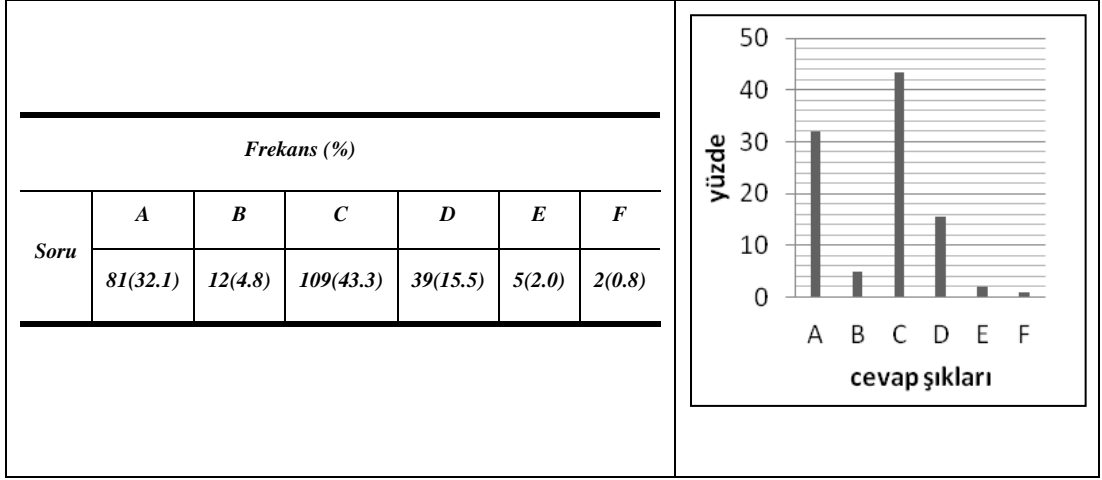 Frekans (%)
Soru
A B C D E F
81(32.1) 12(4.8) 109(43.3) 39(15.5) 5(2.0) 2(0.8)
50
40
30
20
10
0
yüzde
A B C D E F
cevap şıkları